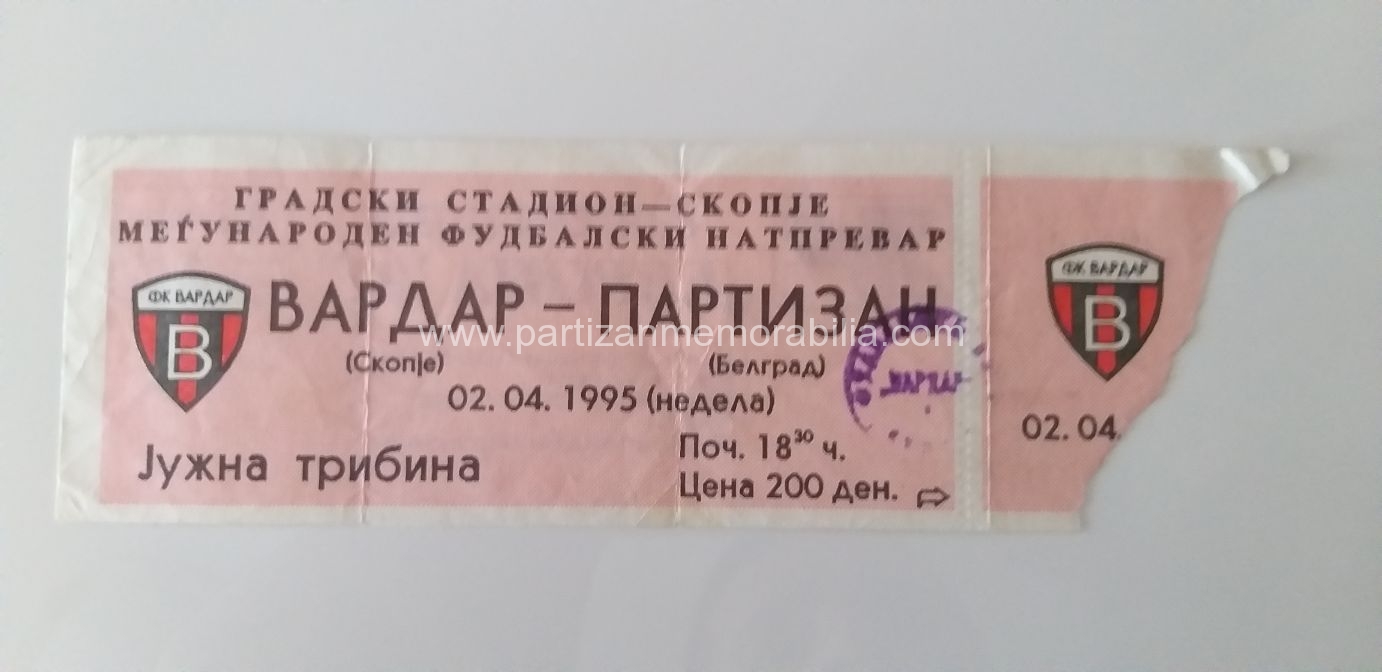 ГРАДСКИ СТАДИОН—СКОПЈЕ
МЕЃУНАРОДЕН ФУДБАЛСКИ НАТПРЕВАР
ФК ВАРДАР
В
ВАРДАР – ПАРТИЗАН
(Скопје)
(Белград)
02. 04. 1995 (недела)
Јужна трибина
Поч. 18³⁰ ч.
Цена 200 ден.
ФК ВАРДАР
В
02. 04.
ВАРДАР
www.partizanmemorabilia.com